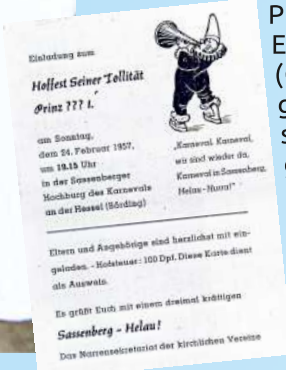 Einladung zum
Hoffest Seiner Tollität
Prinz ??? I.
am Sonntag,
dem 24. Februar 1957,
um 19.15 Uhr
in der Sassenberger
Hochburg des Karnevals
an der Hessel (Börding)
„Karneval, Karneval,
wir sind wieder da,
Karneval in Sassenberg,
Helau-Nurra!"
Eltern und Angehörige sind herzlichst mit ein-
geladen. - Hofsteuer: 100 Dpf. Diese Karte dient
als Ausweis.
Es grüßt Euch mit einem dreimal kräftigen
Sassenberg - Helau!
Das Narrensekretariat der kirchlichen Vereine
P
E
(
g
s